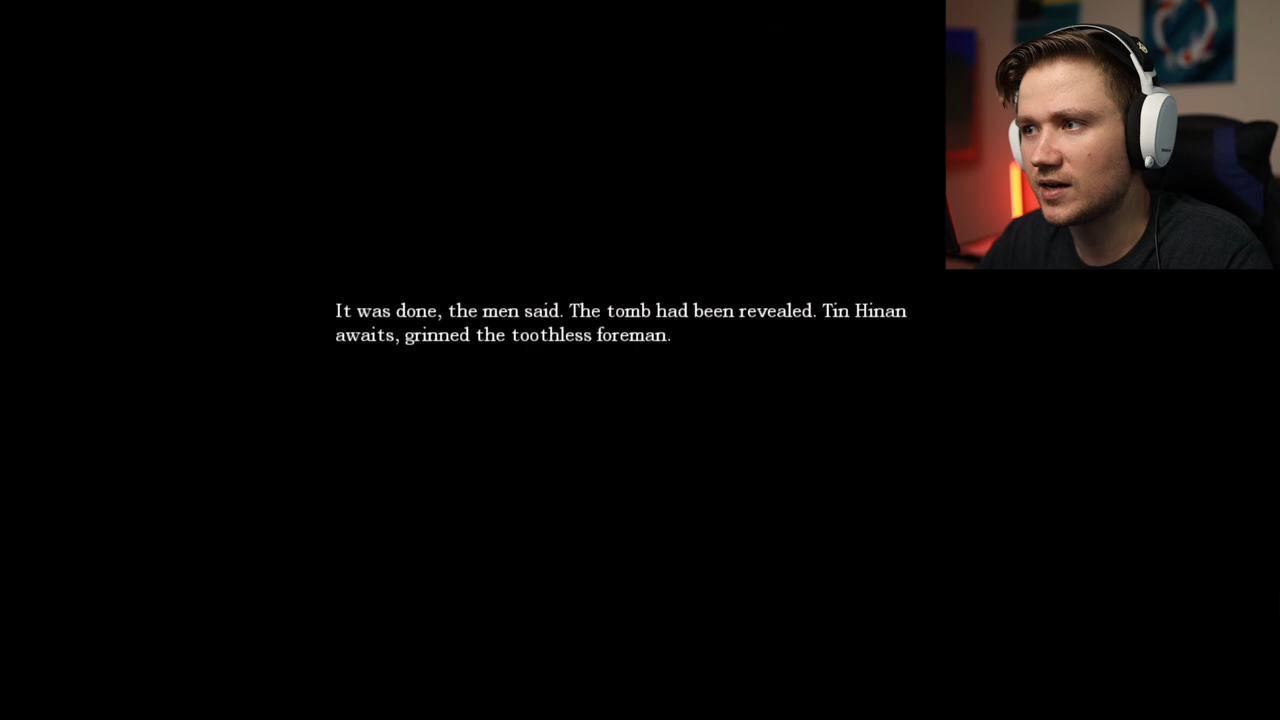 It was done, the men said. The tomb had been revealed. Tin Hinan
awaits, grinned the toothless foreman.